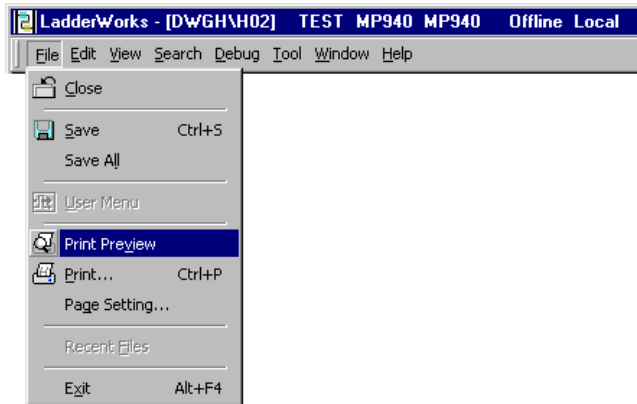 LadderWorks - [DWGH\H02] TEST MP940 MP940 Offline Local
File Edit View Search Debug Tool Window Help
Close
Save Ctrl+S
Save All
User Menu
Print Preview
Print... Ctrl+P
Page Setting...
Recent Files
Exit Alt+F4